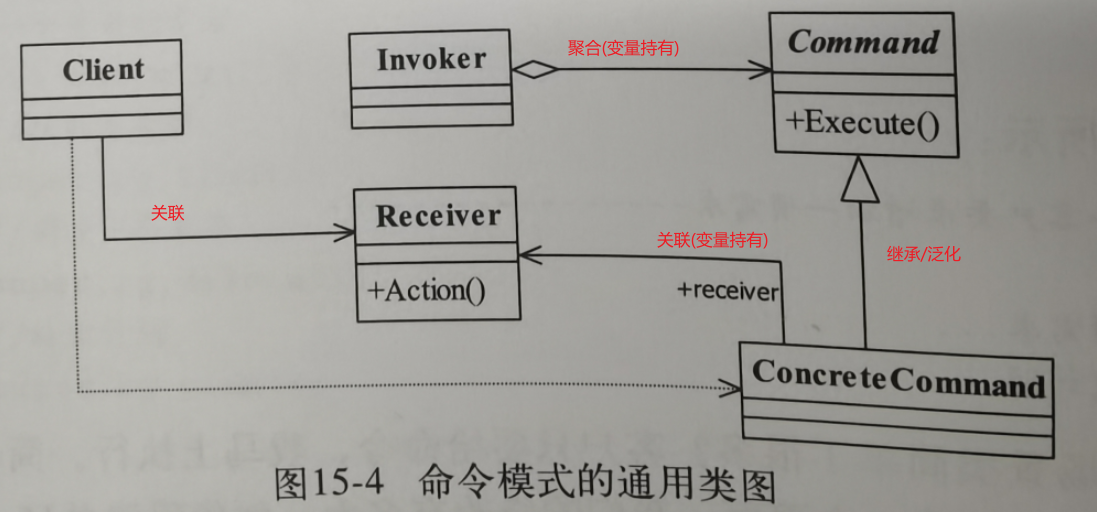 Client
Invoker
聚合(变量持有)
Command
+Execute()
关联
Receiver
+Action()
关联(变量持有)
+receiver
继承/泛化
ConcreteCommand
图15-4 命令模式的通用类图